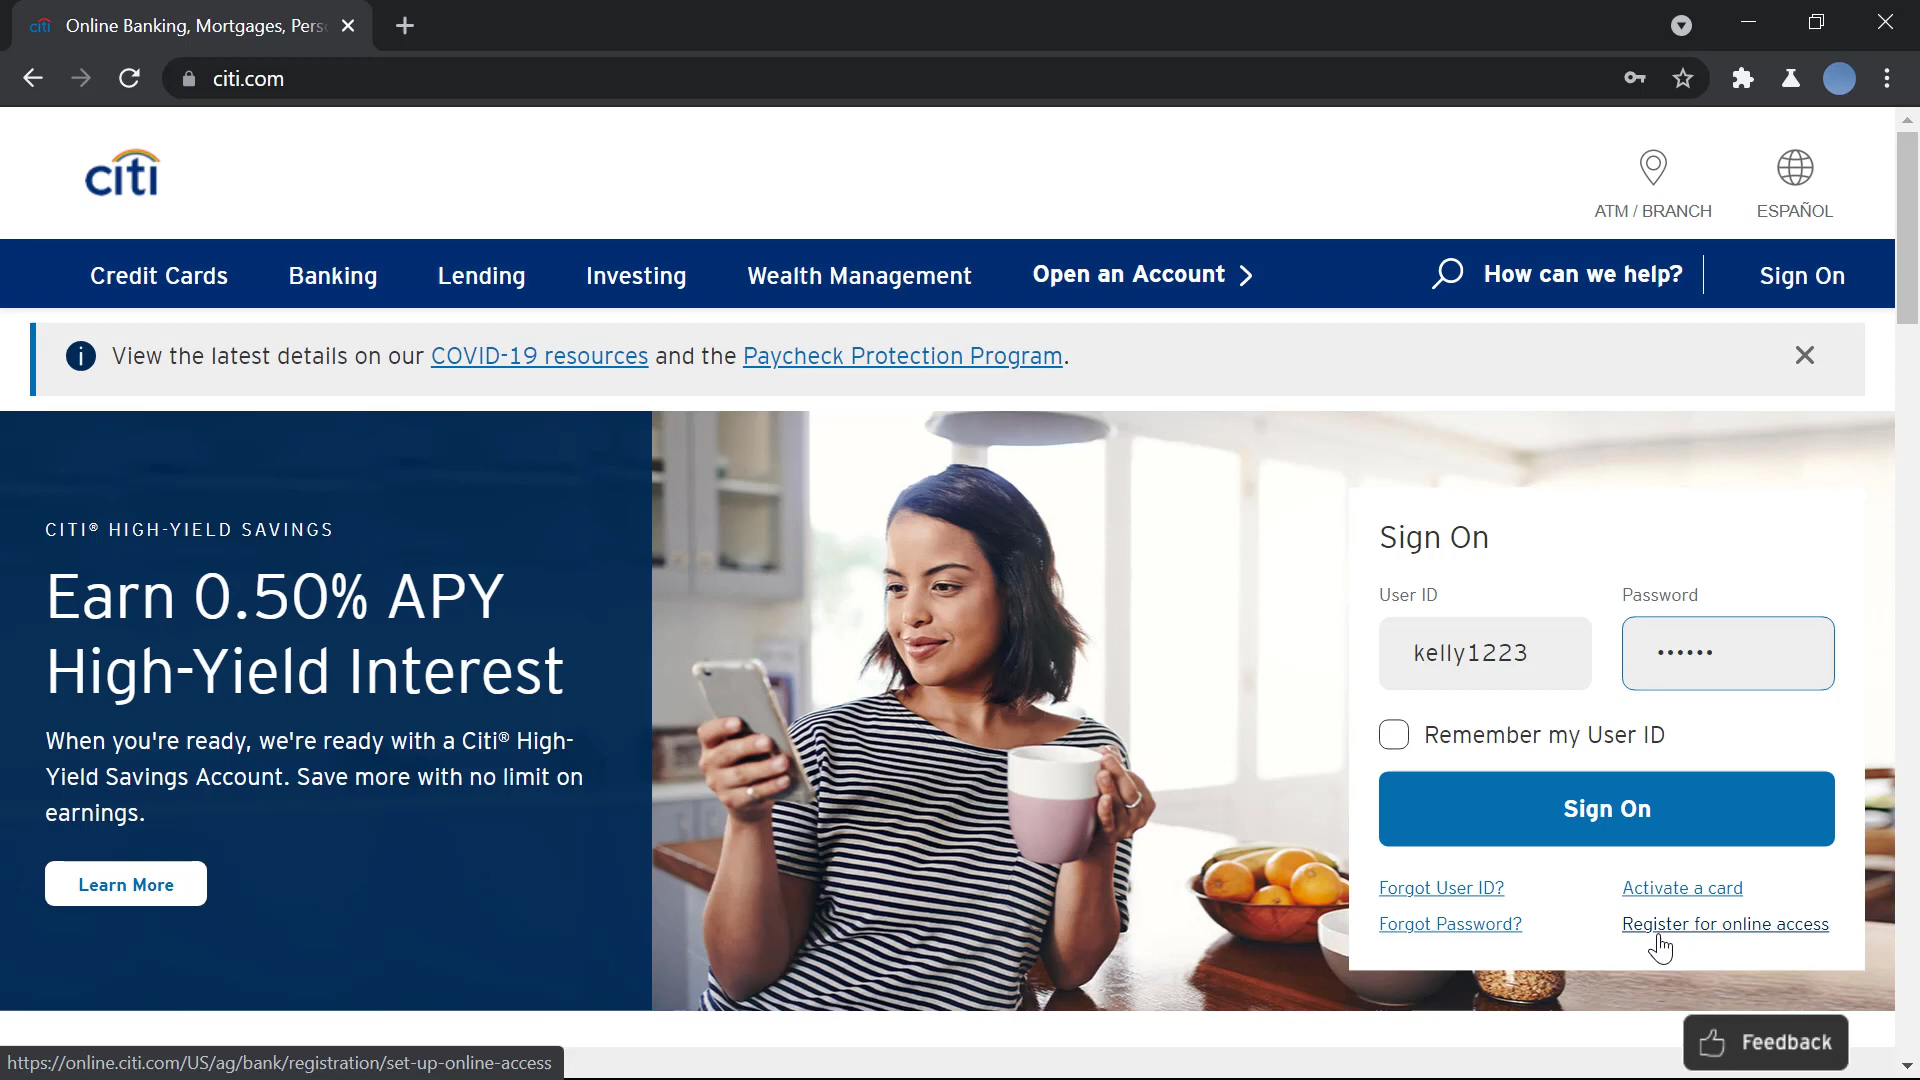 citi Online Banking, Mortgages, Pers
citi.com
citi
ATM / BRANCH
ESPAÑOL
Credit Cards
Banking
Lending
Investing
Wealth Management
Open an Account
How can we help?
Sign On
View the latest details on our COVID-19 resources and the Paycheck Protection Program.
CITI® HIGH-YIELD SAVINGS
Earn 0.50% APY
High-Yield Interest
When you're ready, we're ready with a Citi® High-
Yield Savings Account. Save more with no limit on
earnings.
Learn More
Sign On
User ID
Password
kelly1223
••••••
Remember my User ID
Sign On
Forgot User ID?
Activate a card
Forgot Password?
Register for online access
Feedback
https://online.citi.com/US/ag/bank/registration/set-up-online-access